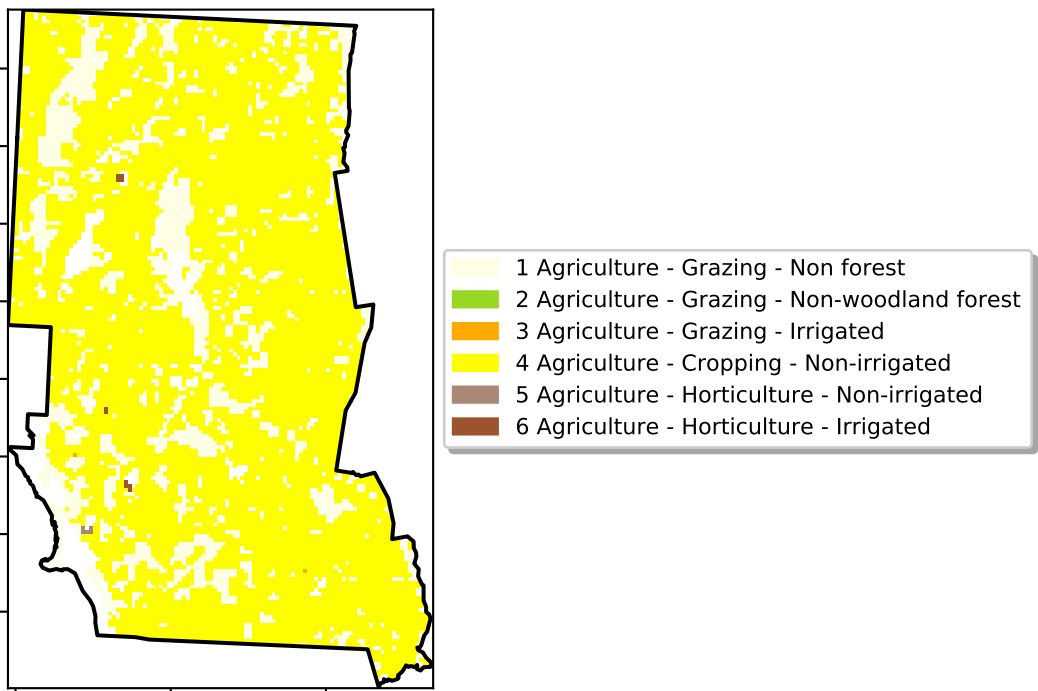 1 Agriculture - Grazing - Non forest
2 Agriculture - Grazing - Non-woodland forest
3 Agriculture - Grazing - Irrigated
4 Agriculture - Cropping - Non-irrigated
5 Agriculture - Horticulture - Non-irrigated
6 Agriculture - Horticulture - Irrigated